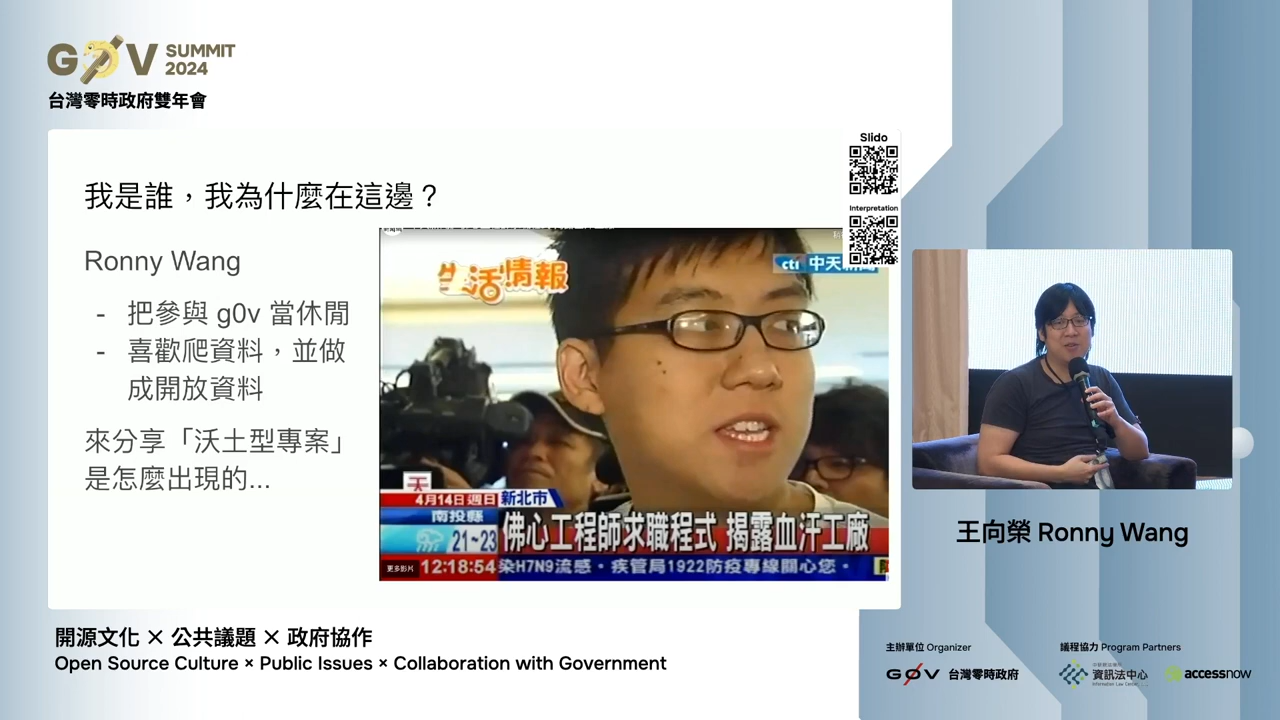 G0V SUMMIT
2024
台灣零時政府雙年會
Slido
Interpretation
我是誰，我為什麼在這邊？
Ronny Wang
- 把參與 g0v 當休閒
- 喜歡爬資料，並做
成開放資料
來分享「沃土型專案」
是怎麼出現的...
生活情報
cti 中天新聞
天
4月14日週日 新北市
南投縣
21~23
佛心工程師求職程式 揭露血汗工廠
更多影片 12:18:54 染H7N9流感。疾管局1922防疫專線關心您。
王向榮 Ronny Wang
開源文化 × 公共議題 × 政府協作
Open Source Culture × Public Issues × Collaboration with Government
主辦單位 Organizer
G0V 台灣零時政府
議程協力 Program Partners
資訊法中心
Information Law Center
accessnow